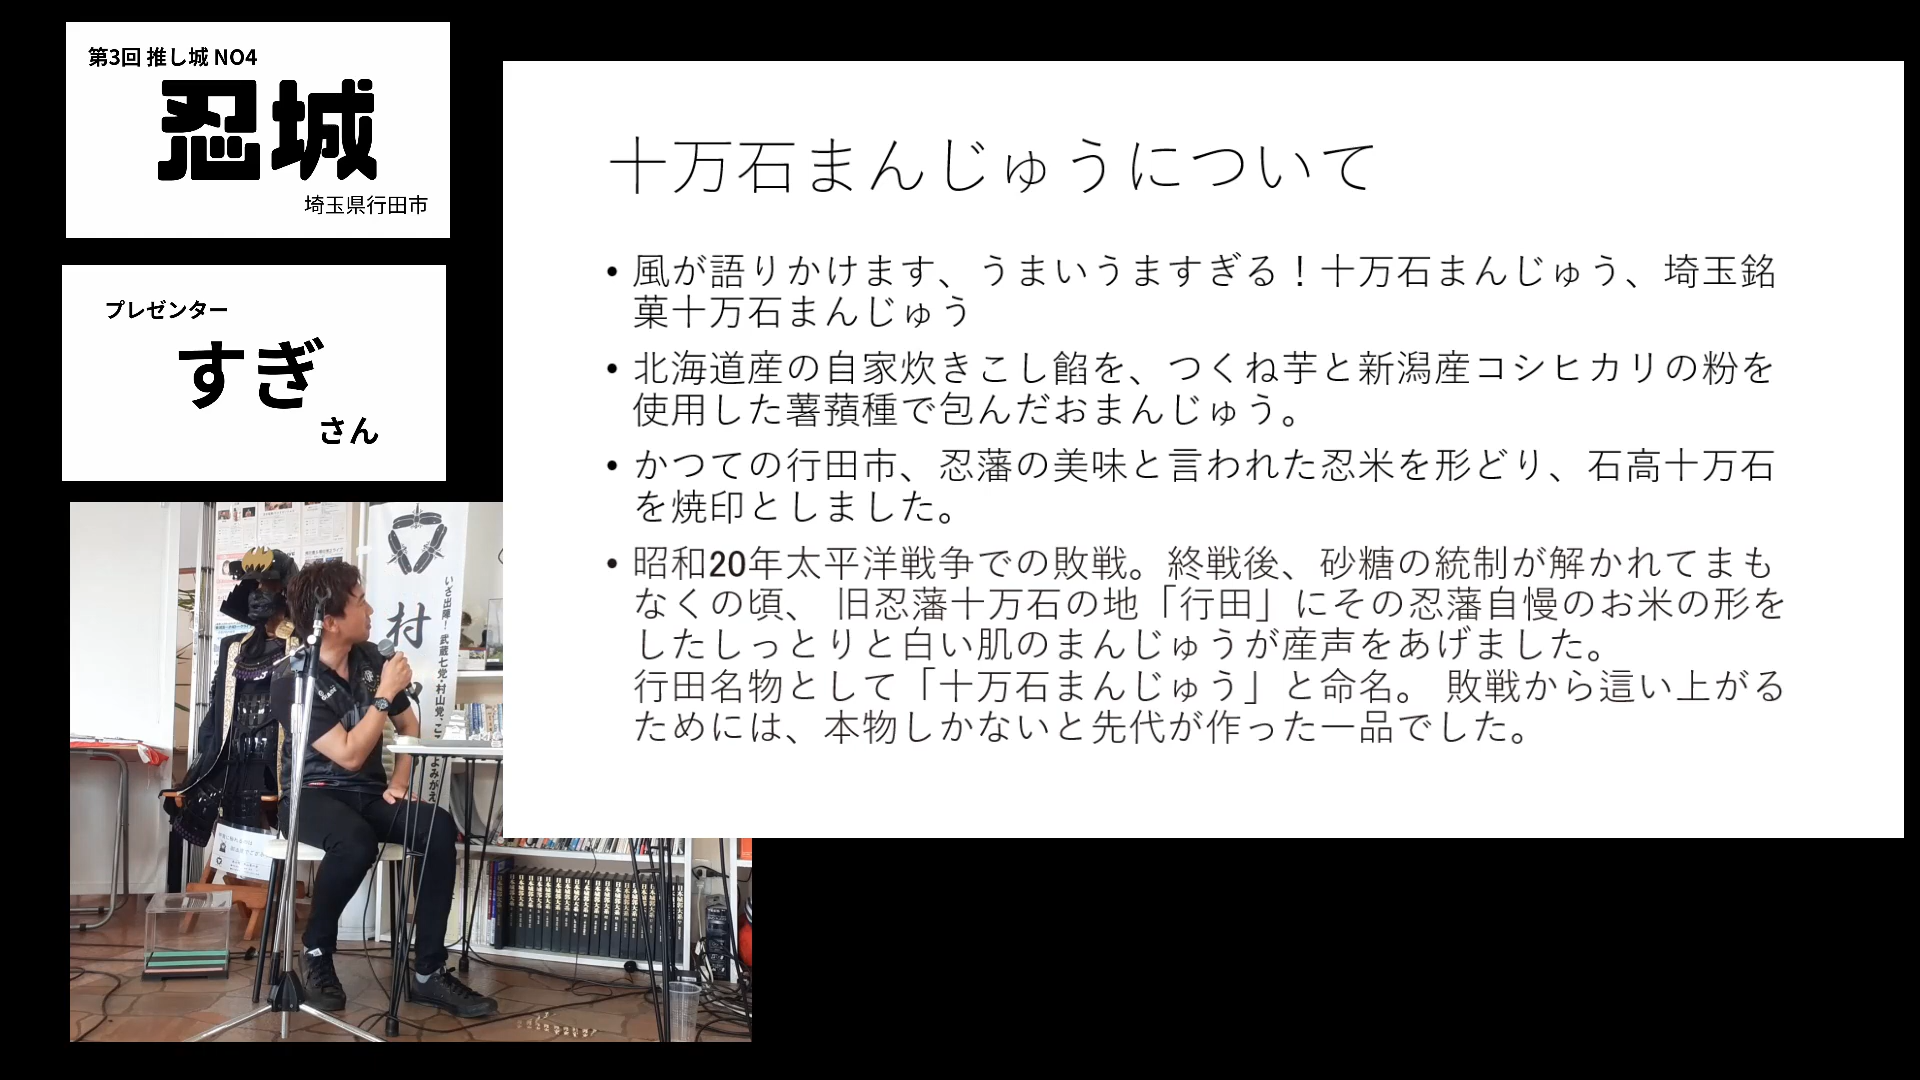 第3回 推し城 NO4
忍城
埼玉県行田市
プレゼンター
すぎ
さん
十万石まんじゅうについて
• 風が語りかけます、うまいうますぎる！十万石まんじゅう、埼玉銘
菓十万石まんじゅう
• 北海道産の自家炊きこし餡を、つくね芋と新潟産コシヒカリの粉を
使用した薯蕷種で包んだおまんじゅう。
• かつての行田市、忍藩の美味と言われた忍米を形どり、石高十万石
を焼印としました。
• 昭和20年太平洋戦争での敗戦。終戦後、砂糖の統制が解かれてまも
なくの頃、 旧忍藩十万石の地「行田」にその忍藩自慢のお米の形を
したしっとりと白い肌のまんじゅうが産声をあげました。
行田名物として「十万石まんじゅう」と命名。 敗戦から這い上がる
ためには、本物しかないと先代が作った一品でした。
村
いざ出陣！武蔵七党・村山党、こ
よみがえ
日本城郭大系